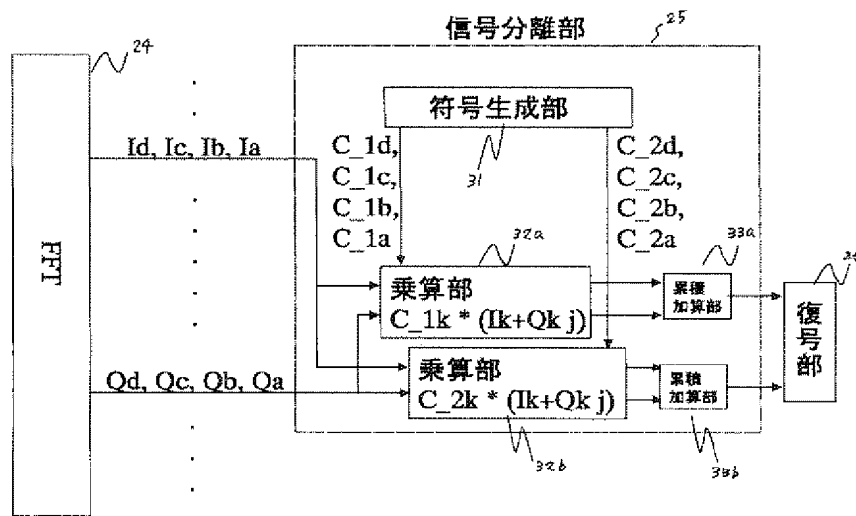 信号分離部
25
24
符号生成部
Id, Ic, Ib, Ia
C_1d,
C_1c,
C_1b,
C_1a
31
C_2d,
C_2c,
C_2b,
C_2a
32a
33a
FFT
乗算部
C_1k * (Ik+Qk j)
累積
加算部
復号部
Qd, Qc, Qb, Qa
乗算部
C_2k * (Ik+Qk j)
累積
加算部
32b
33b